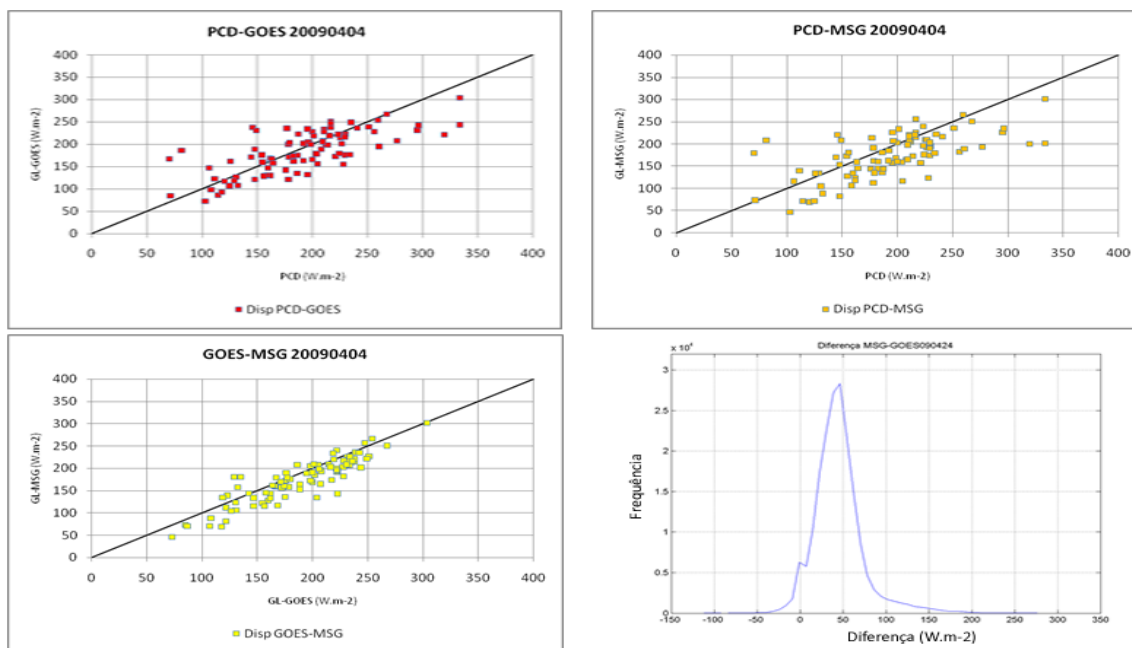 PCD-GOES 20090404
400
350
300
250
200
150
100
50
0
GL-GOES (W.m-2)
0 50 100 150 200 250 300 350 400
PCD (W.m-2)
Disp PCD-GOES
PCD-MSG 20090404
400
350
300
250
200
150
100
50
0
GL-MSG (W.m-2)
0 50 100 150 200 250 300 350 400
PCD (W.m-2)
Disp PCD-MSG
GOES-MSG 20090404
400
350
300
250
200
150
100
50
0
GL-MSG (W.m-2)
0 50 100 150 200 250 300 350 400
GL-GOES (W.m-2)
Disp GOES-MSG
x 10⁴
Diferença MSG-GOES090424
3
2.5
2
1.5
1
0.5
0
Frequência
-150 -100 -50 0 50 100 150 200 250 300 350
Diferença (W.m-2)